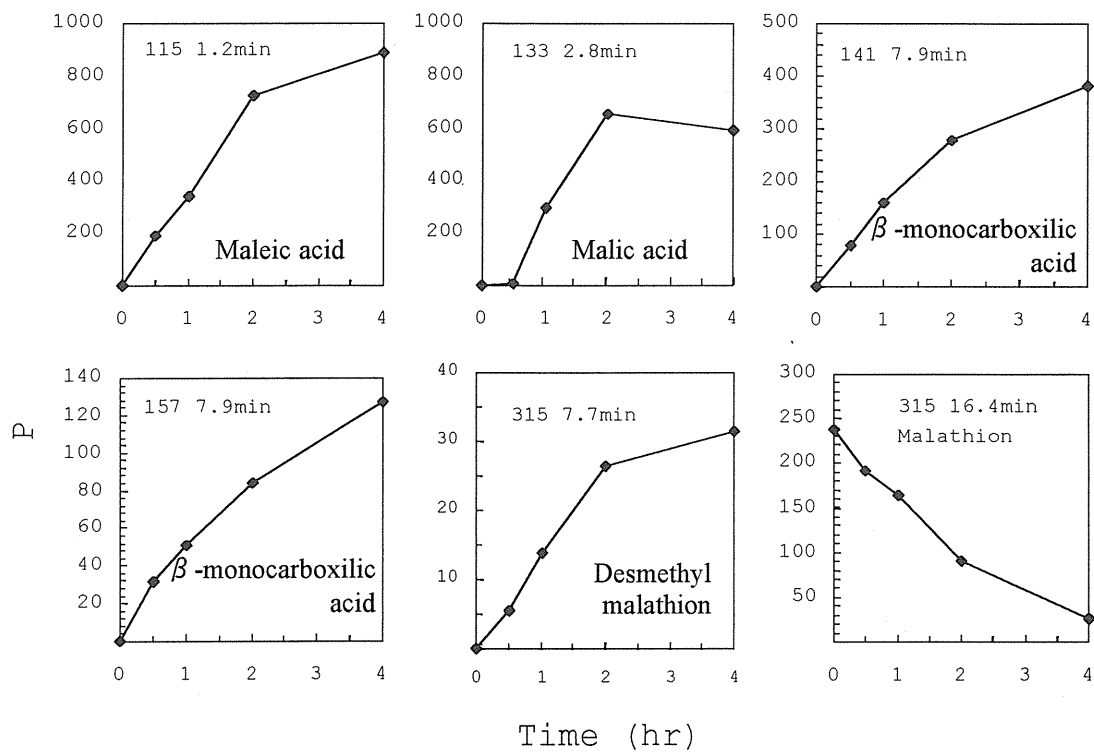 1000
800
600
400
200
115 1.2min
Maleic acid
0 1 2 3 4
1000
800
600
400
200
133 2.8min
Malic acid
0 1 2 3 4
500
400
300
200
100
141 7.9min
β-monocarboxilic
acid
0 1 2 3 4
140
120
100
80
60
40
20
157 7.9min
β-monocarboxilic
acid
0 1 2 3 4
40
30
20
10
315 7.7min
Desmethyl
malathion
0 1 2 3 4
300
250
200
150
100
50
315 16.4min
Malathion
0 1 2 3 4
P
Time (hr)